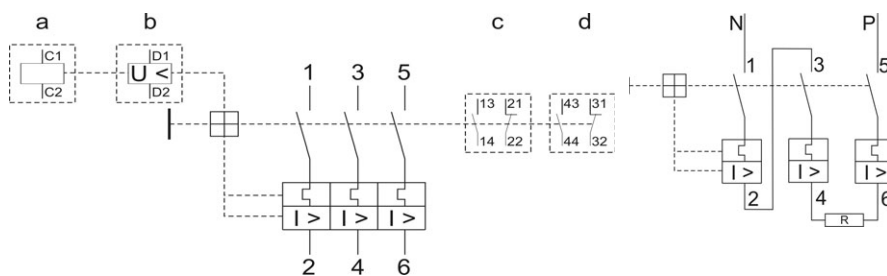 a b c d
N P
C1 D1
U <
C2 D2
1 3 5
13 21 43 31
14 22 44 32
1 3 5
I > I > I >
2 4 6
I > I > I >
2 4 6
R